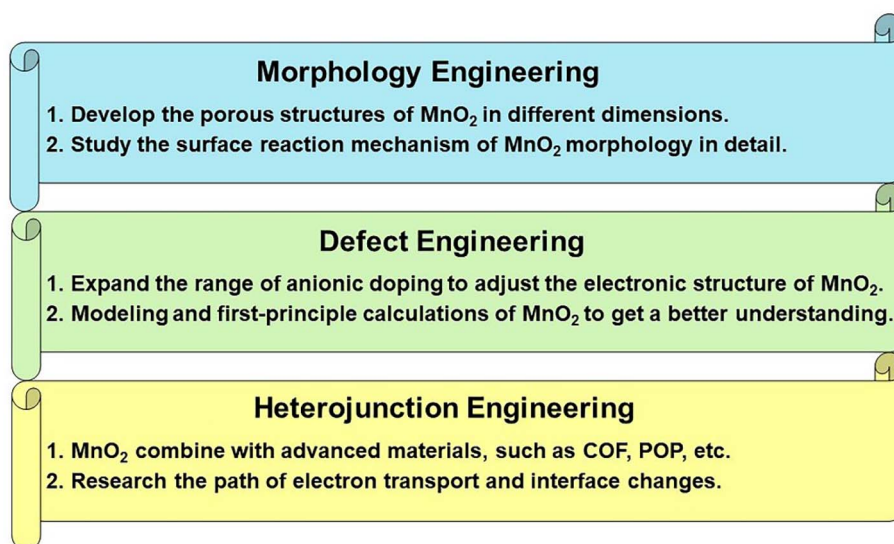 Morphology Engineering
1. Develop the porous structures of MnO₂ in different dimensions.
2. Study the surface reaction mechanism of MnO₂ morphology in detail.
Defect Engineering
1. Expand the range of anionic doping to adjust the electronic structure of MnO₂.
2. Modeling and first-principle calculations of MnO₂ to get a better understanding.
Heterojunction Engineering
1. MnO₂ combine with advanced materials, such as COF, POP, etc.
2. Research the path of electron transport and interface changes.